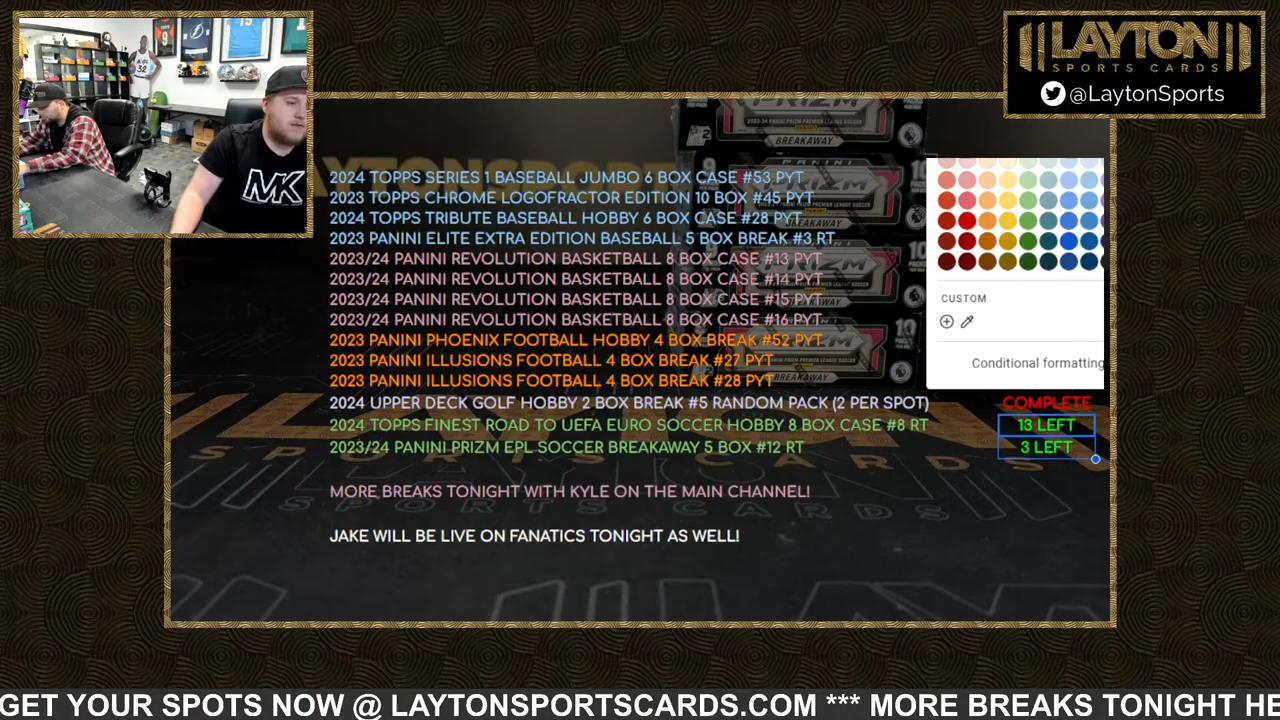 LAYTON
SPORTS CARDS
@LaytonSports
2024 TOPPS SERIES 1 BASEBALL JUMBO 6 BOX CASE #53 PYT
2023 TOPPS CHROME LOGOFRACTOR EDITION 10 BOX #45 PYT
2024 TOPPS TRIBUTE BASEBALL HOBBY 6 BOX CASE #28 PYT
2023 PANINI ELITE EXTRA EDITION BASEBALL 5 BOX BREAK #3 RT
2023/24 PANINI REVOLUTION BASKETBALL 8 BOX CASE #13 PYT
2023/24 PANINI REVOLUTION BASKETBALL 8 BOX CASE #14 PYT
2023/24 PANINI REVOLUTION BASKETBALL 8 BOX CASE #15 PYT
2023/24 PANINI REVOLUTION BASKETBALL 8 BOX CASE #16 PYT
2023 PANINI PHOENIX FOOTBALL HOBBY 4 BOX BREAK #52 PYT
2023 PANINI ILLUSIONS FOOTBALL 4 BOX BREAK #27 PYT
2023 PANINI ILLUSIONS FOOTBALL 4 BOX BREAK #28 PYT
2024 UPPER DECK GOLF HOBBY 2 BOX BREAK #5 RANDOM PACK (2 PER SPOT) COMPLETE
2024 TOPPS FINEST ROAD TO UEFA EURO SOCCER HOBBY 8 BOX CASE #8 RT 13 LEFT
2023/24 PANINI PRIZM EPL SOCCER BREAKAWAY 5 BOX #12 RT 3 LEFT
MORE BREAKS TONIGHT WITH KYLE ON THE MAIN CHANNEL!
JAKE WILL BE LIVE ON FANATICS TONIGHT AS WELL!
CUSTOM
Conditional formatting
PRIZM
BREAKAWAY
MK
GET YOUR SPOTS NOW @ LAYTONSPORTSCARDS.COM *** MORE BREAKS TONIGHT HE